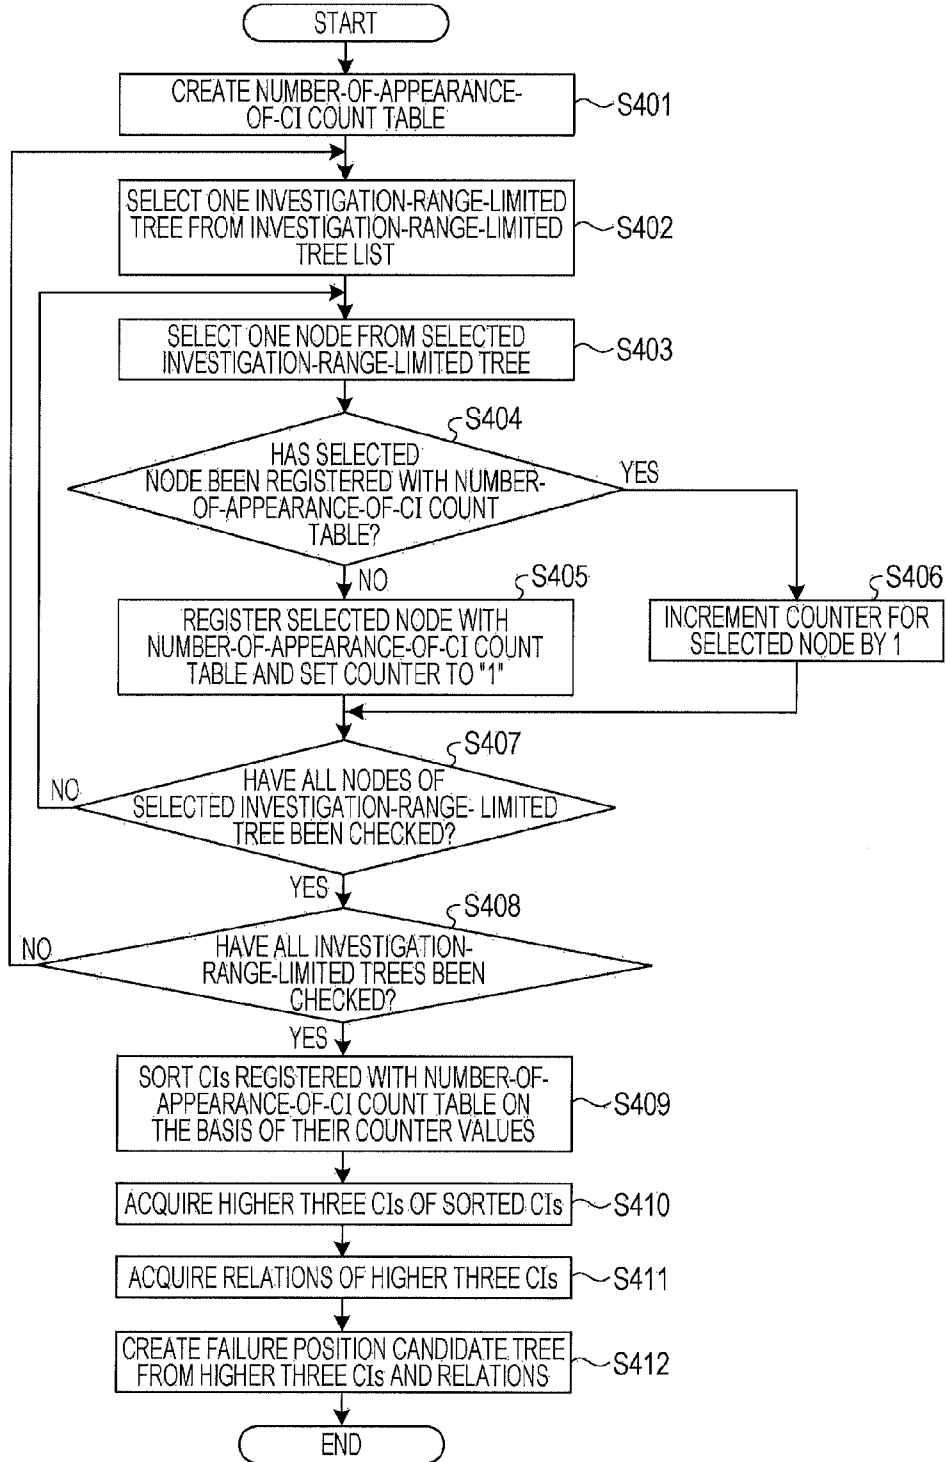 START
CREATE NUMBER-OF-APPEARANCE-
OF-CI COUNT TABLE
S401
SELECT ONE INVESTIGATION-RANGE-LIMITED
TREE FROM INVESTIGATION-RANGE-LIMITED
TREE LIST
S402
SELECT ONE NODE FROM SELECTED
INVESTIGATION-RANGE-LIMITED TREE
S403
S404
HAS SELECTED
NODE BEEN REGISTERED WITH NUMBER-
OF-APPEARANCE-OF-CI COUNT
TABLE?
YES
NO
S405
REGISTER SELECTED NODE WITH
NUMBER-OF-APPEARANCE-OF-CI COUNT
TABLE AND SET COUNTER TO "1"
S406
INCREMENT COUNTER FOR
SELECTED NODE BY 1
S407
HAVE ALL NODES OF
SELECTED INVESTIGATION-RANGE- LIMITED
TREE BEEN CHECKED?
NO
YES
S408
HAVE ALL INVESTIGATION-
RANGE-LIMITED TREES BEEN
CHECKED?
NO
YES
SORT CIs REGISTERED WITH NUMBER-OF-
APPEARANCE-OF-CI COUNT TABLE ON
THE BASIS OF THEIR COUNTER VALUES
S409
ACQUIRE HIGHER THREE CIs OF SORTED CIs
S410
ACQUIRE RELATIONS OF HIGHER THREE CIs
S411
CREATE FAILURE POSITION CANDIDATE TREE
FROM HIGHER THREE CIs AND RELATIONS
S412
END